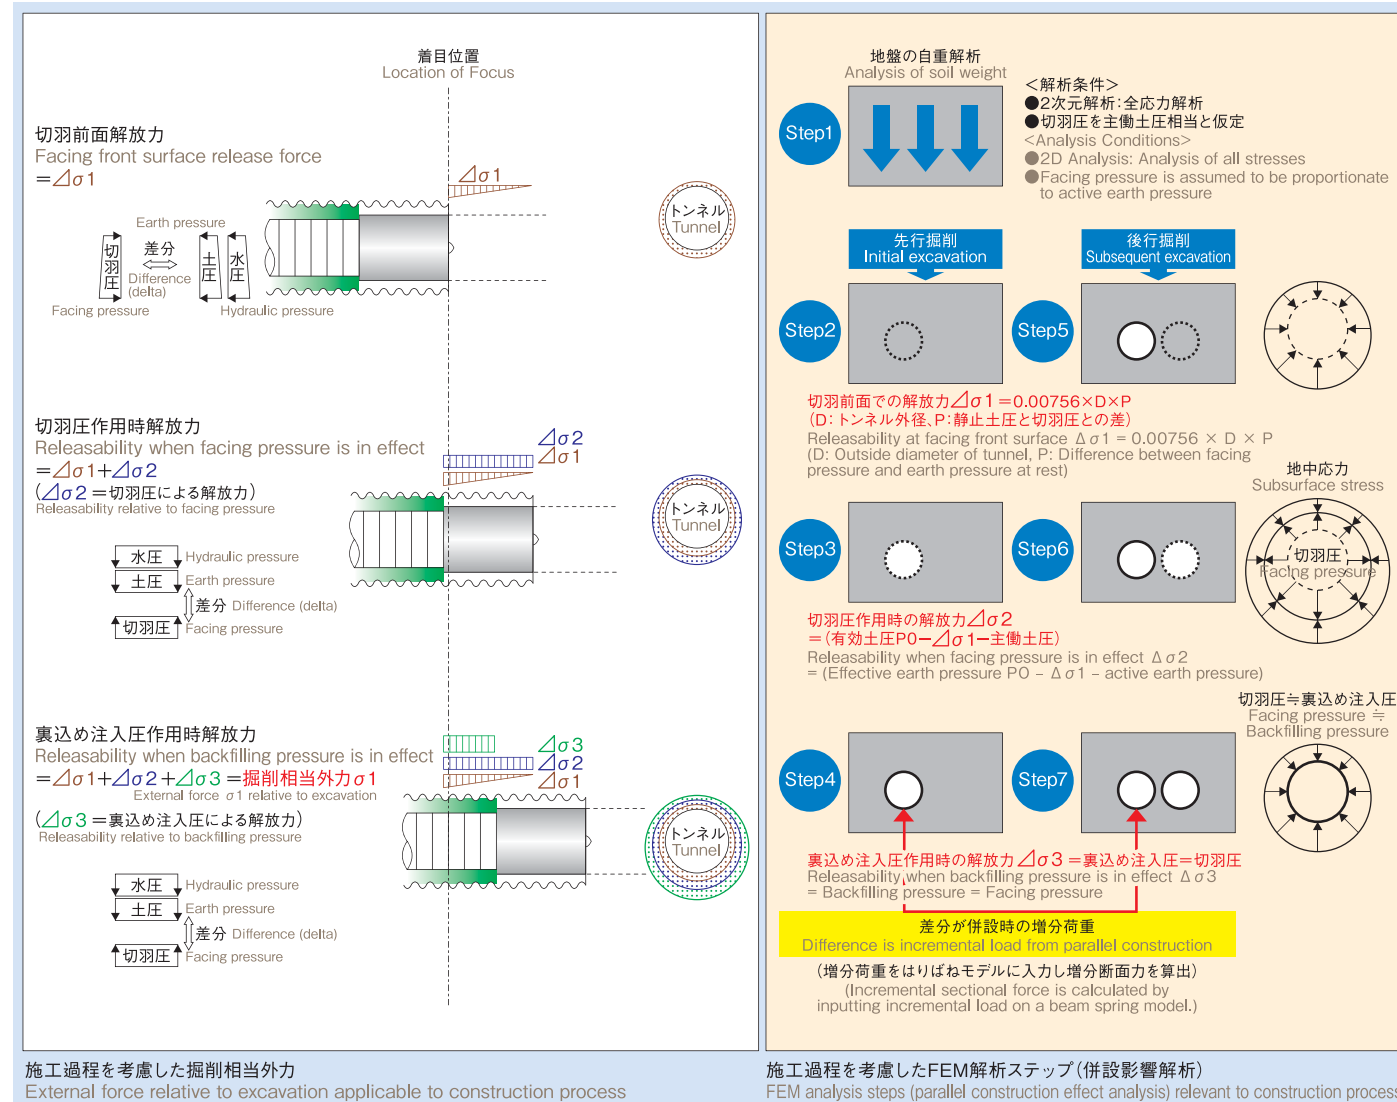 着目位置
Location of Focus
切羽前面解放力
Facing front surface release force
=⊿σ1
⊿σ1
トンネル
Tunnel
Earth pressure
切羽圧
差分
Difference
(delta)
土圧
水圧
Facing pressure
Hydraulic pressure
切羽圧作用時解放力
Releasability when facing pressure is in effect
=⊿σ1+⊿σ2
(⊿σ2=切羽圧による解放力)
Releasability relative to facing pressure
⊿σ2
⊿σ1
トンネル
Tunnel
水圧 Hydraulic pressure
土圧 Earth pressure
差分 Difference (delta)
切羽圧 Facing pressure
裏込め注入圧作用時解放力
Releasability when backfilling pressure is in effect
=⊿σ1+⊿σ2+⊿σ3=掘削相当外力σ1
External force σ1 relative to excavation
(⊿σ3=裏込め注入圧による解放力)
Releasability relative to backfilling pressure
⊿σ3
⊿σ2
⊿σ1
トンネル
Tunnel
水圧 Hydraulic pressure
土圧 Earth pressure
差分 Difference (delta)
切羽圧 Facing pressure
施工過程を考慮した掘削相当外力
External force relative to excavation applicable to construction process
地盤の自重解析
Analysis of soil weight
Step1
<解析条件>
●2次元解析:全応力解析
●切羽圧を主働土圧相当と仮定
<Analysis Conditions>
●2D Analysis: Analysis of all stresses
●Facing pressure is assumed to be proportionate
to active earth pressure
先行掘削
Initial excavation
後行掘削
Subsequent excavation
Step2
Step5
切羽前面での解放力⊿σ1=0.00756×D×P
(D:トンネル外径、P:静止土圧と切羽圧との差)
Releasability at facing front surface Δσ1 = 0.00756 × D × P
(D: Outside diameter of tunnel, P: Difference between facing
pressure and earth pressure at rest)
地中応力
Subsurface stress
Step3
Step6
切羽圧
Facing pressure
切羽圧作用時の解放力⊿σ2
=(有効土圧P0−⊿σ1−主働土圧)
Releasability when facing pressure is in effect Δσ2
= (Effective earth pressure PO - Δσ1 - active earth pressure)
切羽圧≒裏込め注入圧
Facing pressure ≒
Backfilling pressure
Step4
Step7
裏込め注入圧作用時の解放力⊿σ3=裏込め注入圧=切羽圧
Releasability when backfilling pressure is in effect Δσ3
= Backfilling pressure = Facing pressure
差分が併設時の増分荷重
Difference is incremental load from parallel construction
(増分荷重をはりばねモデルに入力し増分断面力を算出)
(Incremental sectional force is calculated by
inputting incremental load on a beam spring model.)
施工過程を考慮したFEM解析ステップ(併設影響解析)
FEM analysis steps (parallel construction effect analysis) relevant to construction process